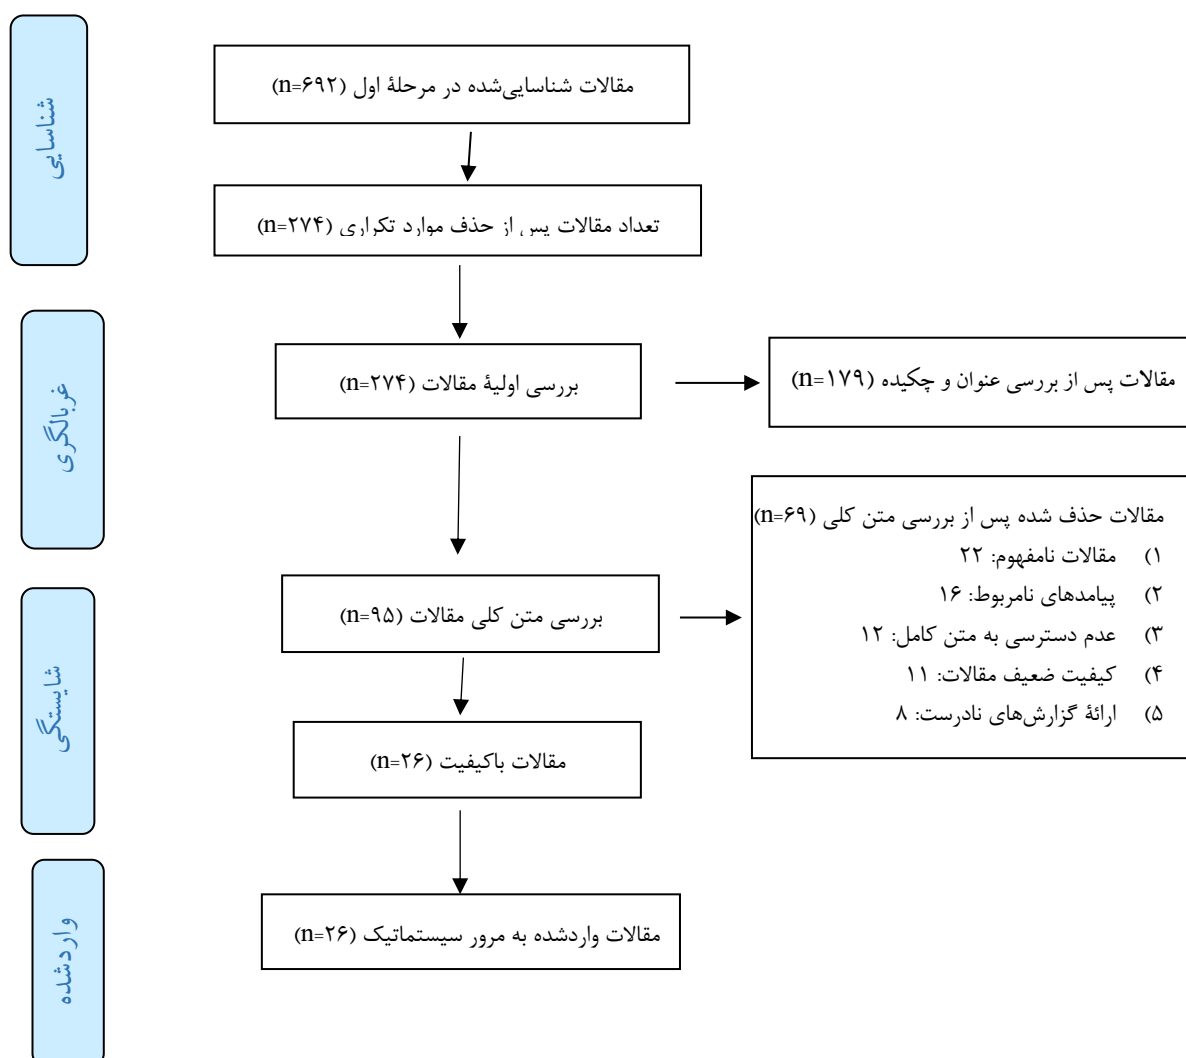 شناسایی
مقالات شناسایی‌شده در مرحلهٔ اول (n=۶۹۲)
تعداد مقالات پس از حذف موارد تکراری (n=۲۷۴)
غربالگری
بررسی اولیهٔ مقالات (n=۲۷۴)
مقالات پس از بررسی عنوان و چکیده (n=۱۷۹)
مقالات حذف شده پس از بررسی متن کلی (n=۶۹)
۱) مقالات نامفهوم: ۲۲
۲) پیامدهای نامربوط: ۱۶
۳) عدم دسترسی به متن کامل: ۱۲
۴) کیفیت ضعیف مقالات: ۱۱
۵) ارائهٔ گزارش‌های نادرست: ۸
شایستگی
بررسی متن کلی مقالات (n=۹۵)
مقالات باکیفیت (n=۲۶)
واردشده
مقالات واردشده به مرور سیستماتیک (n=۲۶)